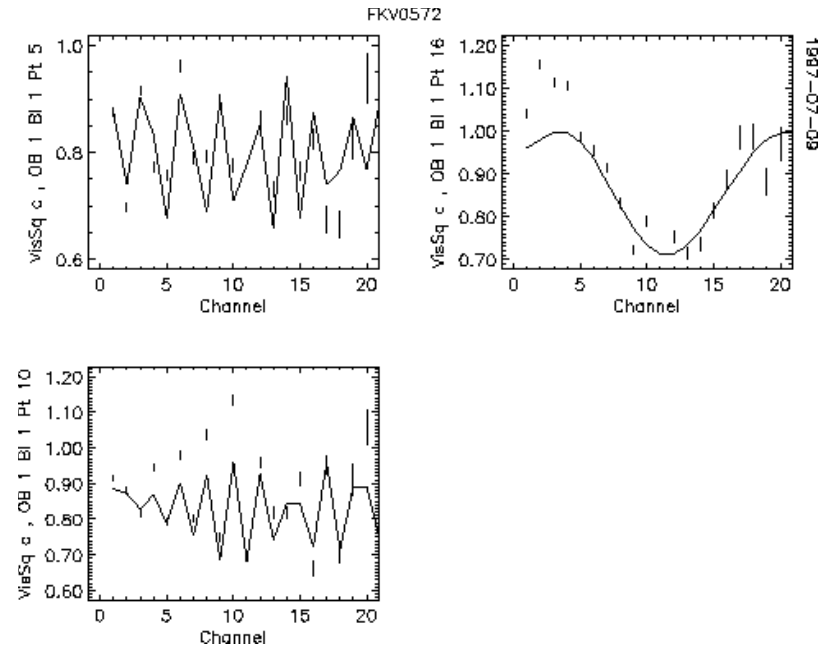 FKV0572
VisSq c , OB 1 Bl 1 Pt 5
1.0
0.8
0.6
0 5 10 15 20
Channel
VisSq c , OB 1 Bl 1 Pt 16
1.20
1.10
1.00
0.90
0.80
0.70
0 5 10 15 20
Channel
1997-07-09
VisSq c , OB 1 Bl 1 Pt 10
1.20
1.10
1.00
0.90
0.80
0.70
0.60
0 5 10 15 20
Channel